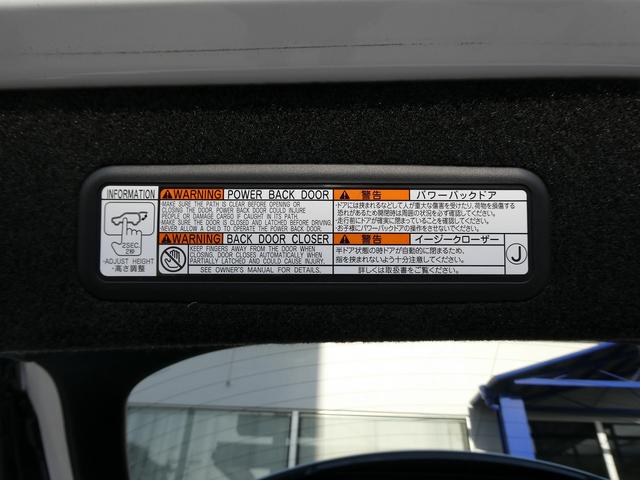 INFORMATION
2SEC.
2秒
・ADJUST HEIGHT
・高さ調整
WARNING POWER BACK DOOR
MAKE SURE THE PATH IS CLEAR BEFORE OPENING OR
CLOSING THE DOOR. POWER BACK DOOR COULD INJURE
PEOPLE OR DAMAGE CARGO IF CAUGHT IN ITS PATH.
MAKE SURE THE DOOR IS CLOSED AND LATCHED BEFORE DRIVING.
NEVER ALLOW A CHILD TO OPERATE THE POWER BACK DOOR.
WARNING BACK DOOR CLOSER
KEEP FINGERS AWAY FROM THE DOOR WHEN
CLOSING. DOOR CLOSES AUTOMATICALLY WHEN
PARTIALLY LATCHED AND COULD CAUSE INJURY.
SEE OWNER'S MANUAL FOR DETAILS.
警告 パワーバックドア
・ドアには挟まれるなどして人が重大な傷害を受けたり、荷物を損傷する
恐れがあるため開閉時は周囲の状況を必ず確認してください。
・走行前にドアが確実に閉まっていることを確認してください。
・お子様にパワーバックドアの操作をさせないでください。
警告 イージークローザー
半ドア状態の時ドアが自動的に閉まるため、
指を挟まれないよう十分注意してください。
詳しくは取扱書をご覧ください。
J